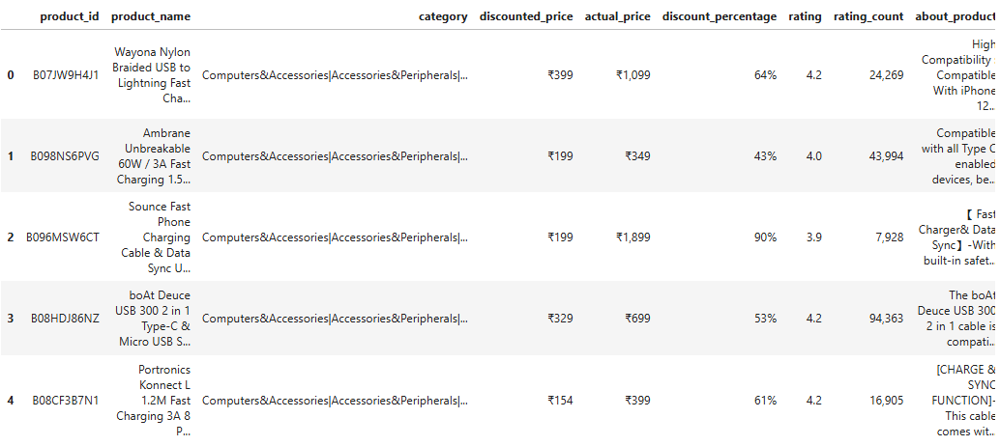 product_id product_name category discounted_price actual_price discount_percentage rating rating_count about_product
0 B07JW9H4J1 Wayona Nylon Braided USB to Lightning Fast Cha... Computers&Accessories|Accessories&Peripherals|... ₹399 ₹1,099 64% 4.2 24,269 High Compatibility : Compatible With iPhone 12...
1 B098NS6PVG Ambrane Unbreakable 60W / 3A Fast Charging 1.5... Computers&Accessories|Accessories&Peripherals|... ₹199 ₹349 43% 4.0 43,994 Compatible with all Type C enabled devices, be...
2 B096MSW6CT Sounce Fast Phone Charging Cable & Data Sync U... Computers&Accessories|Accessories&Peripherals|... ₹199 ₹1,899 90% 3.9 7,928 【 Fast Charger& Data Sync】-With built-in safet...
3 B08HDJ86NZ boAt Deuce USB 300 2 in 1 Type-C & Micro USB S... Computers&Accessories|Accessories&Peripherals|... ₹329 ₹699 53% 4.2 94,363 The boAt Deuce USB 300 2 in 1 cable is compati...
4 B08CF3B7N1 Portronics Konnect L 1.2M Fast Charging 3A 8 P... Computers&Accessories|Accessories&Peripherals|... ₹154 ₹399 61% 4.2 16,905 [CHARGE & SYNC FUNCTION]- This cable comes wit...